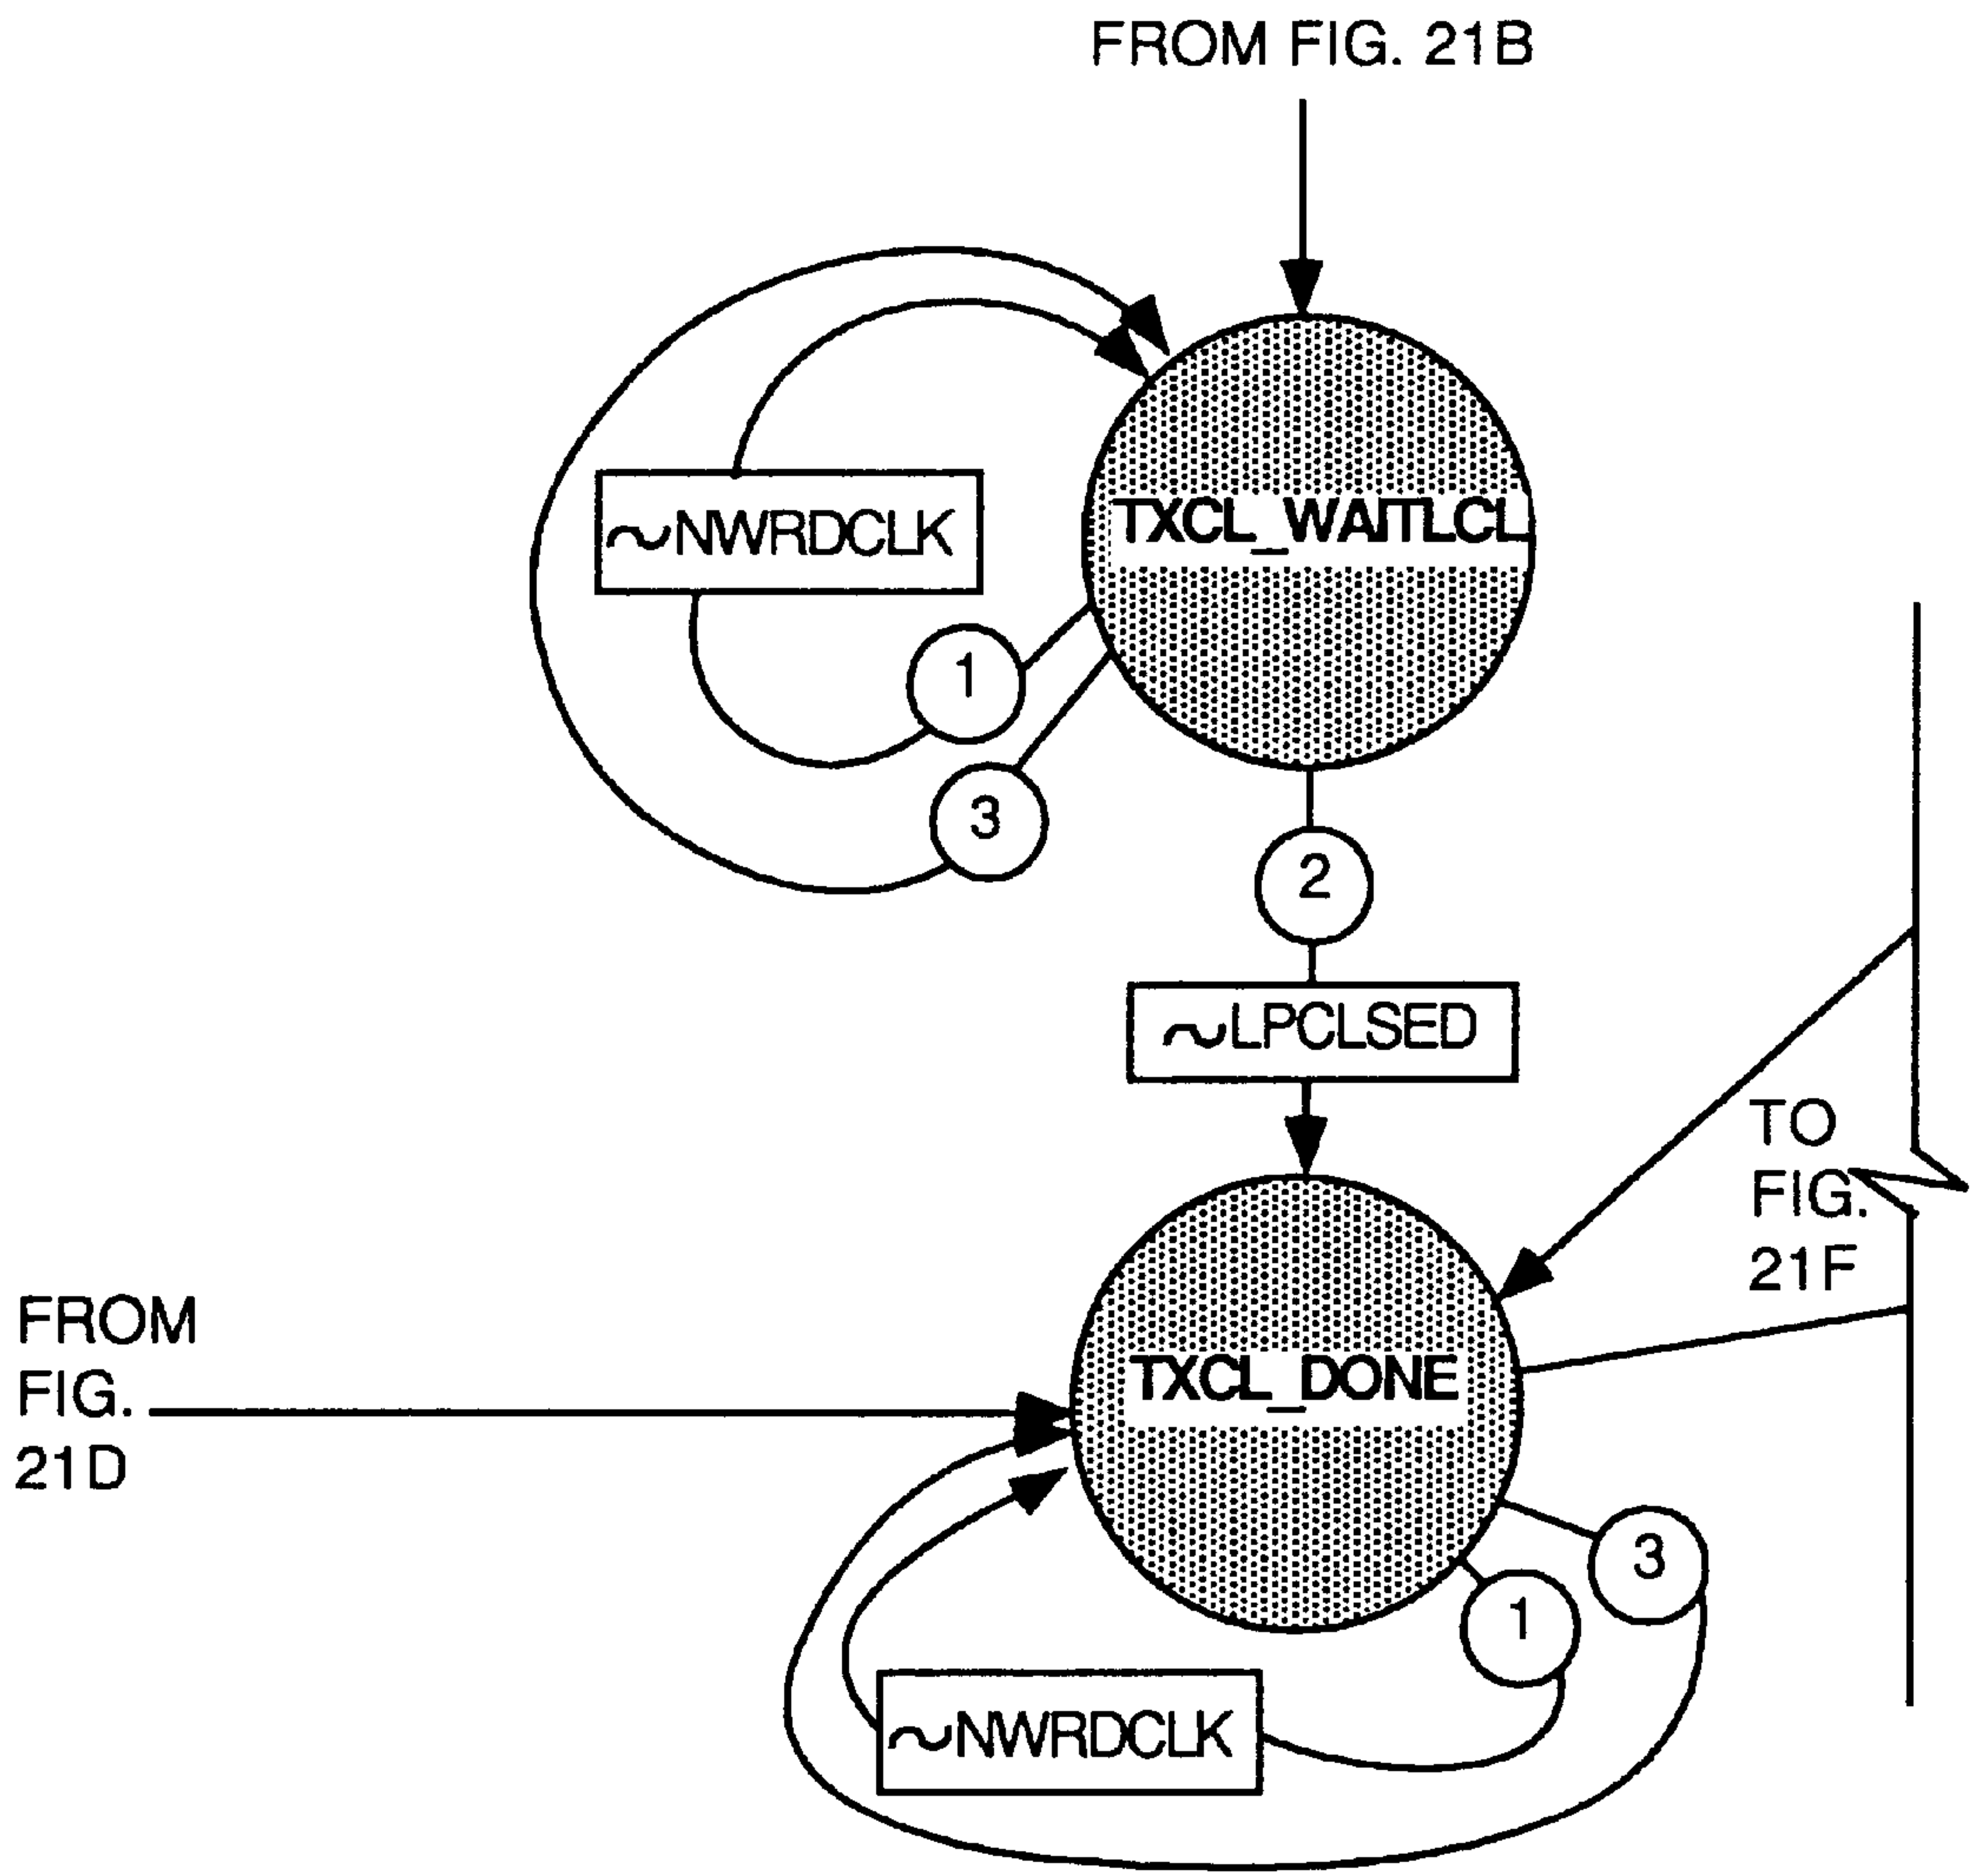 FROM FIG. 21B
TXCL_WAITLCL
~NWRDCLK
1
3
2
~LPCLSED
TO
FIG.
21F
FROM
FIG.
21D
TXCL_DONE
3
1
~NWRDCLK